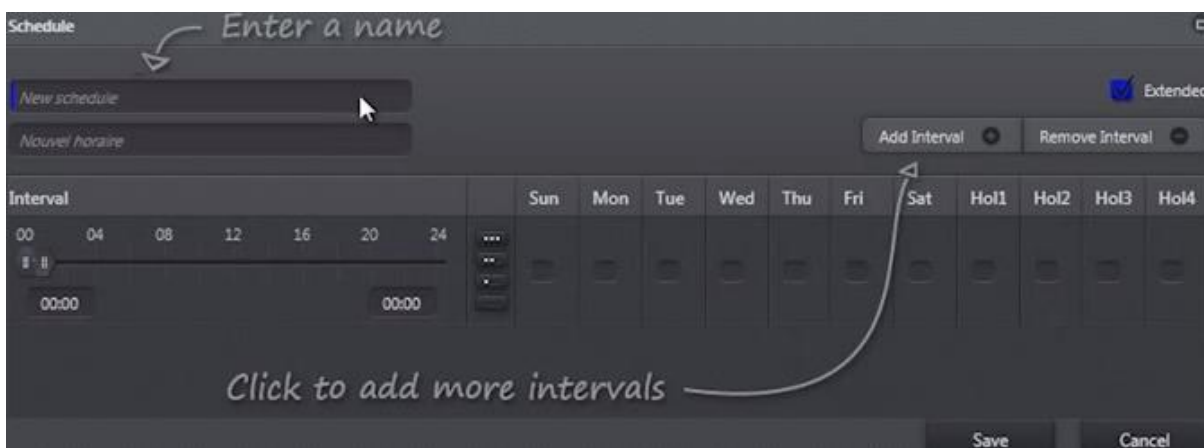 Schedule
Enter a name
New schedule
Extended
Nouvel horaire
Add Interval
Remove Interval
Interval Sun Mon Tue Wed Thu Fri Sat Hol1 Hol2 Hol3 Hol4
00 04 08 12 16 20 24
00:00 00:00
Click to add more intervals
Save Cancel